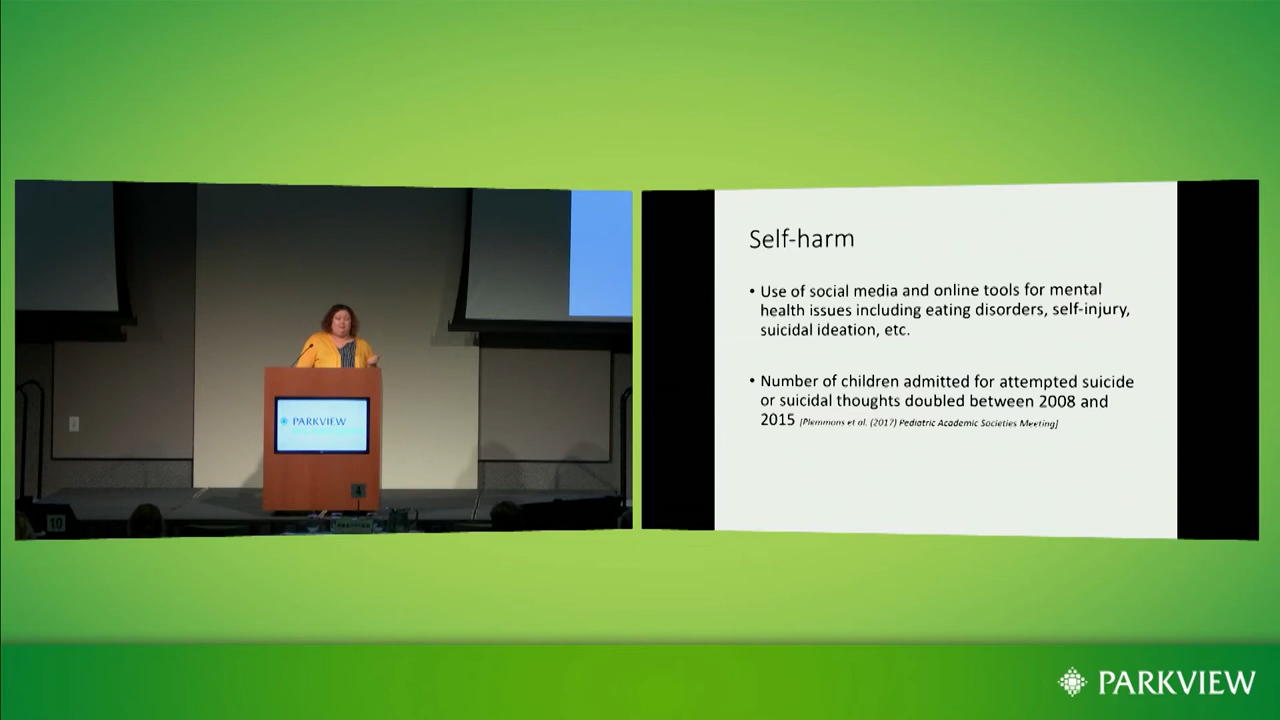 PARKVIEW
4
10
Self-harm
• Use of social media and online tools for mental
health issues including eating disorders, self-injury,
suicidal ideation, etc.
• Number of children admitted for attempted suicide
or suicidal thoughts doubled between 2008 and
2015 [Plemmons et al. (2017) Pediatric Academic Societies Meeting]
PARKVIEW